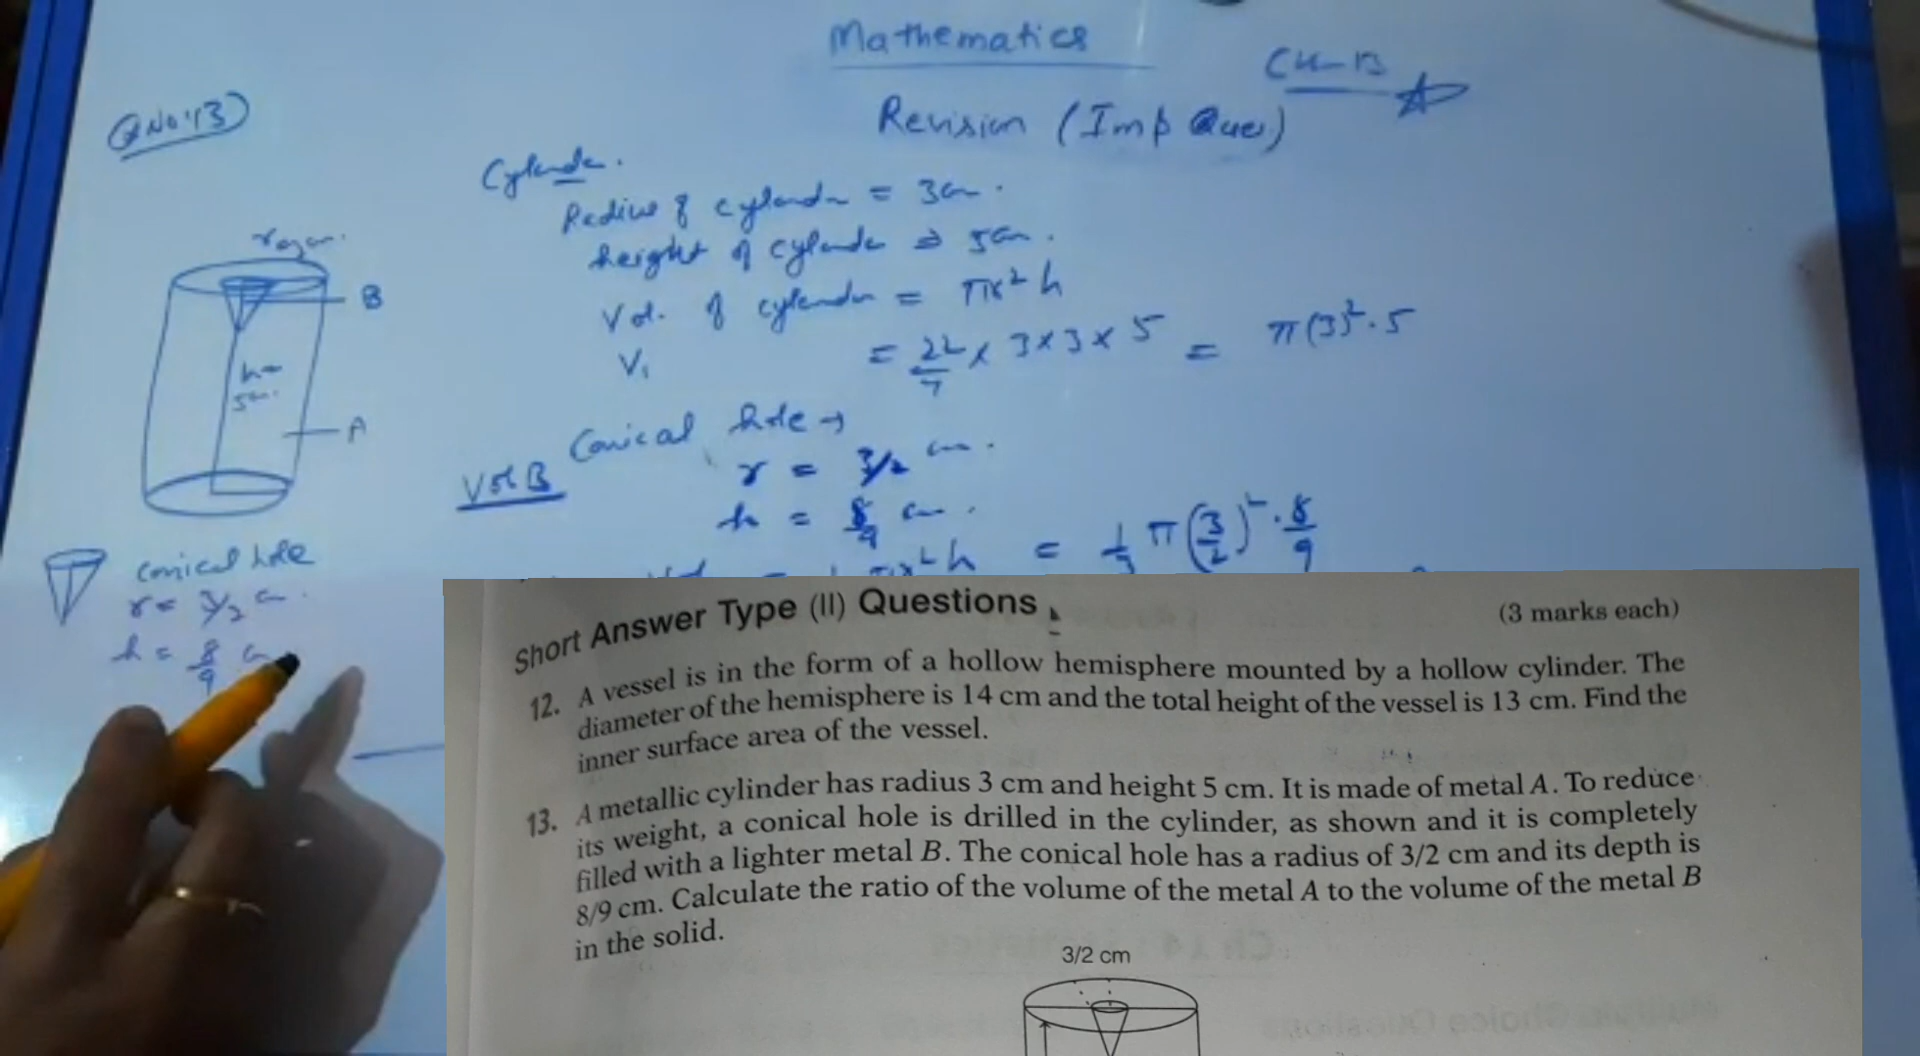 Mathematics
CH-13
Revision (Imp Ques)
QNo.13)
Cylinder.
Radius of cylinder = 3cm.
height of cylinder ⇒ 5cm.
Vol. of cylinder = πr²h
V₁ = 22/7 × 3×3×5 = π(3)².5
B
h=
5cm.
A
Conical hole →
Vol B
r = 3/2 cm.
h = 8/9 cm.
πr²h = 1/3 π(3/2)².8/9
conical hole
r = 3/2 cm.
h = 8/9
Short Answer Type (II) Questions
(3 marks each)
12. A vessel is in the form of a hollow hemisphere mounted by a hollow cylinder. The
diameter of the hemisphere is 14 cm and the total height of the vessel is 13 cm. Find the
inner surface area of the vessel.
13. A metallic cylinder has radius 3 cm and height 5 cm. It is made of metal A. To reduce
its weight, a conical hole is drilled in the cylinder, as shown and it is completely
filled with a lighter metal B. The conical hole has a radius of 3/2 cm and its depth is
8/9 cm. Calculate the ratio of the volume of the metal A to the volume of the metal B
in the solid.
3/2 cm